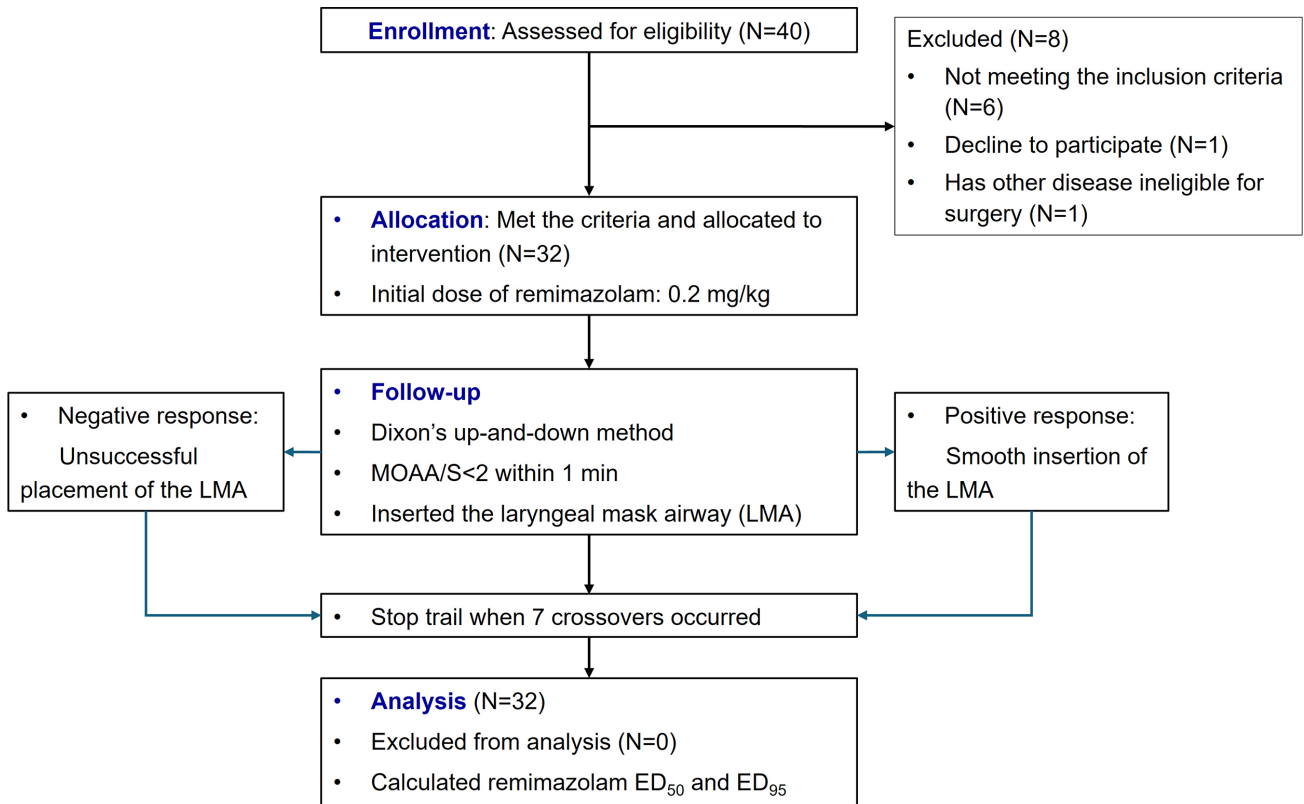 Enrollment: Assessed for eligibility (N=40)
Excluded (N=8)
• Not meeting the inclusion criteria
(N=6)
• Decline to participate (N=1)
• Has other disease ineligible for
surgery (N=1)
• Allocation: Met the criteria and allocated to
intervention (N=32)
• Initial dose of remimazolam: 0.2 mg/kg
• Follow-up
• Dixon's up-and-down method
• MOAA/S<2 within 1 min
• Inserted the laryngeal mask airway (LMA)
• Negative response:
Unsuccessful
placement of the LMA
• Positive response:
Smooth insertion of
the LMA
• Stop trail when 7 crossovers occurred
• Analysis (N=32)
• Excluded from analysis (N=0)
• Calculated remimazolam ED50 and ED95